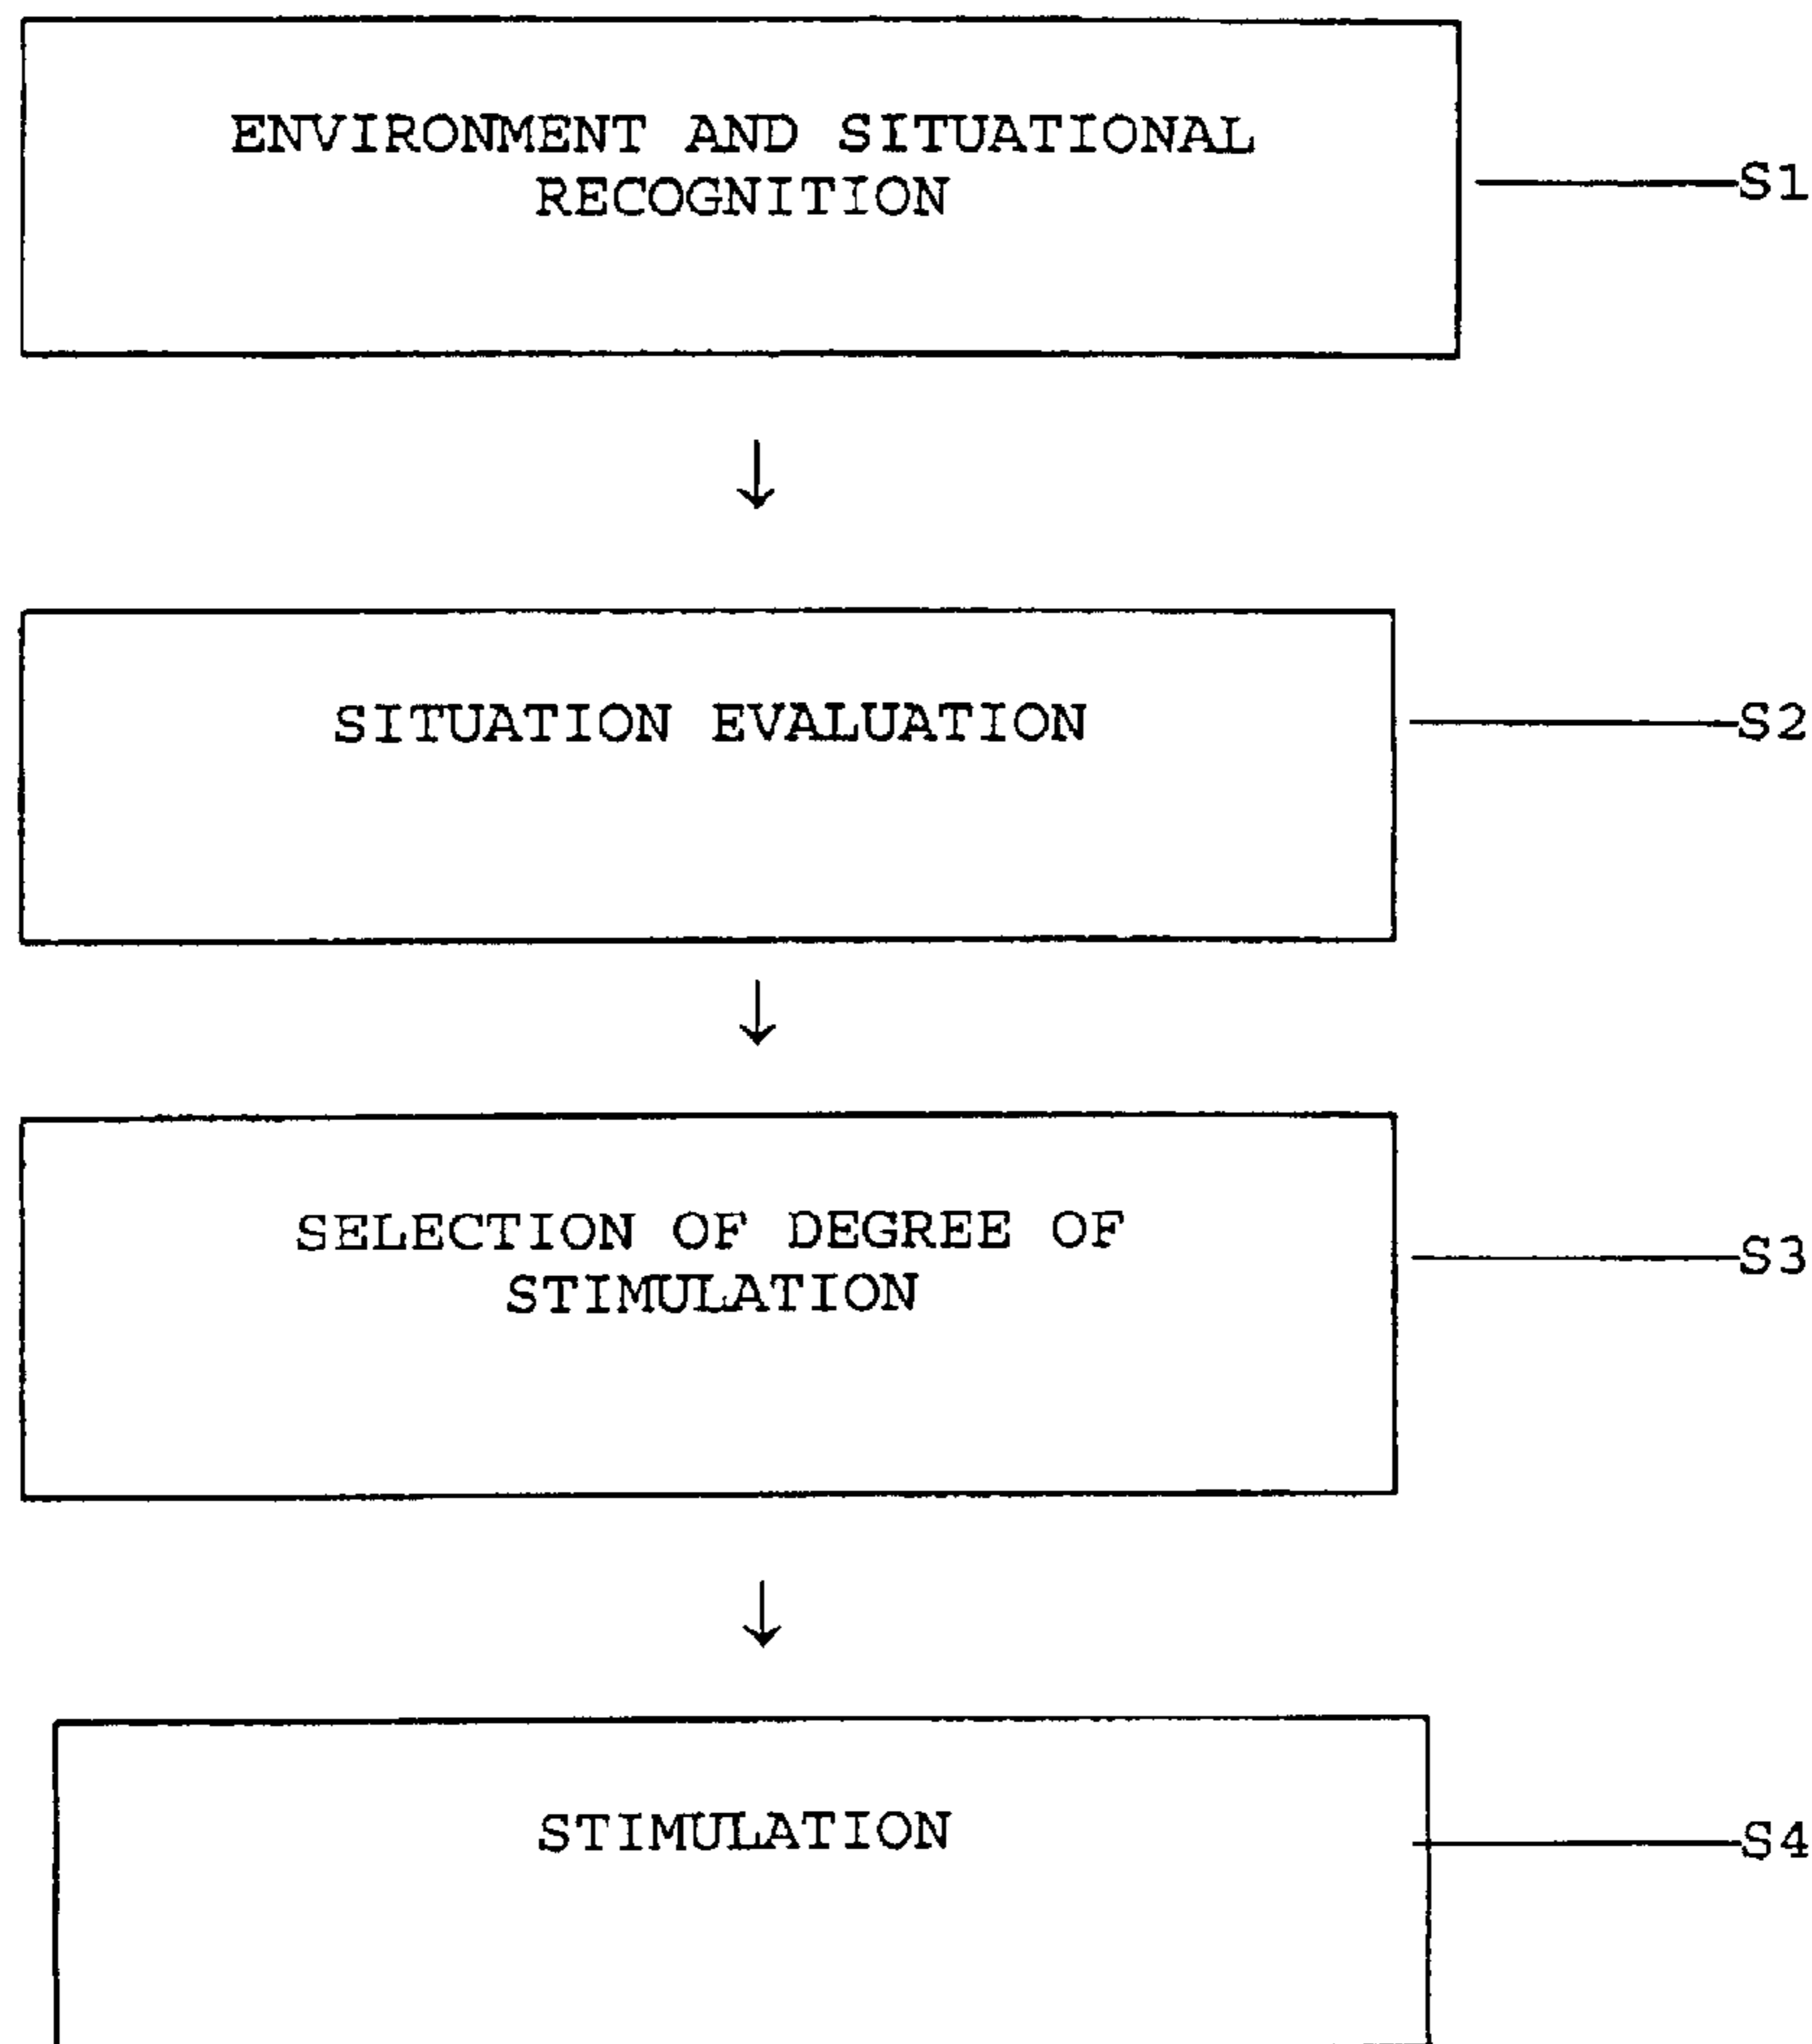 ENVIRONMENT AND SITUATIONAL
RECOGNITION
S1
↓
SITUATION EVALUATION
S2
↓
SELECTION OF DEGREE OF
STIMULATION
S3
↓
STIMULATION
S4